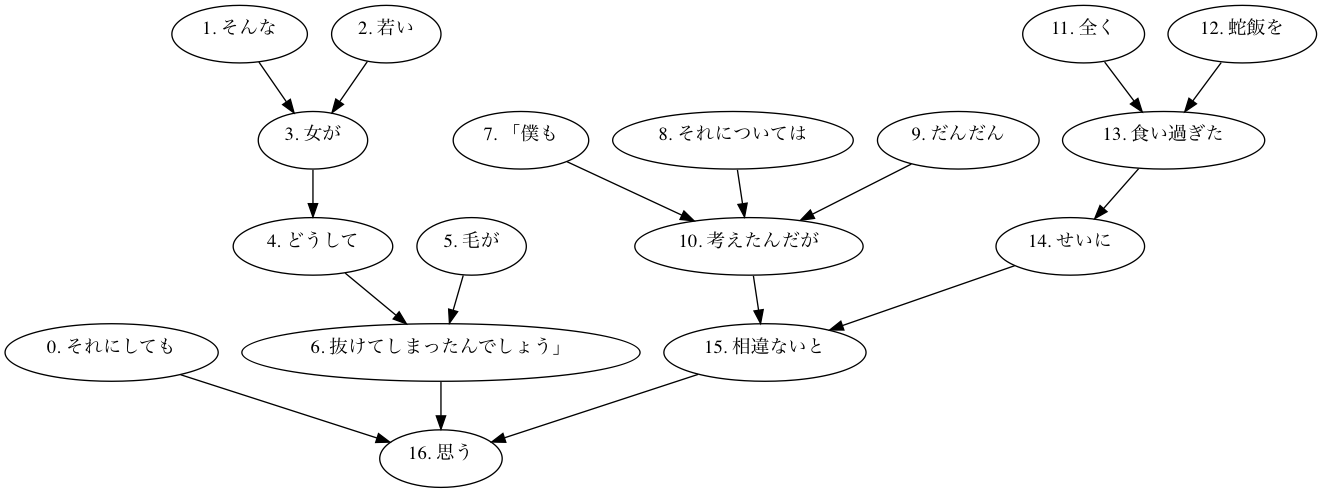 1. そんな
2. 若い
11. 全く
12. 蛇飯を
3. 女が
7. 「僕も
8. それについては
9. だんだん
13. 食い過ぎた
4. どうして
5. 毛が
10. 考えたんだが
14. せいに
0. それにしても
6. 抜けてしまったんでしょう」
15. 相違ないと
16. 思う